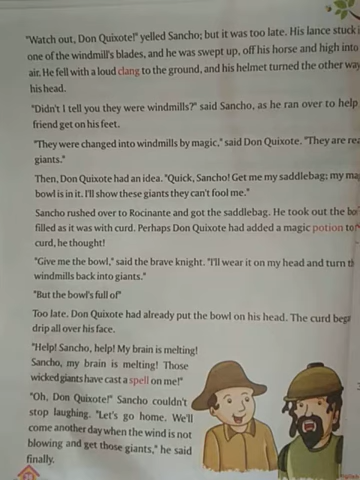 "Watch out, Don Quixote!" yelled Sancho; but it was too late. His lance stuck
one of the windmill's blades, and he was swept up, off his horse and high into
air. He fell with a loud clang to the ground, and his helmet turned the other way
his head.
"Didn't I tell you they were windmills?" said Sancho, as he ran over to help
friend get on his feet.
"They were changed into windmills by magic," said Don Quixote. "They are
giants."
Then, Don Quixote had an idea. "Quick, Sancho! Get me my saddlebag; my
bowl is in it. I'll show these giants they can't fool me."
Sancho rushed over to Rocinante and got the saddlebag. He took out the
filled as it was with curd. Perhaps Don Quixote had added a magic potion to
curd, he thought!
"Give me the bowl," said the brave knight. "I'll wear it on my head and turn
windmills back into giants."
"But the bowl's full of"
Too late. Don Quixote had already put the bowl on his head. The curd
drip all over his face.
"Help! Sancho, help! My brain is melting!
Sancho, my brain is melting! Those
wicked giants have cast a spell on me!"
"Oh, Don Quixote!" Sancho couldn't
stop laughing. "Let's go home. We'll
come another day when the wind is not
blowing and get those giants," he said
finally.